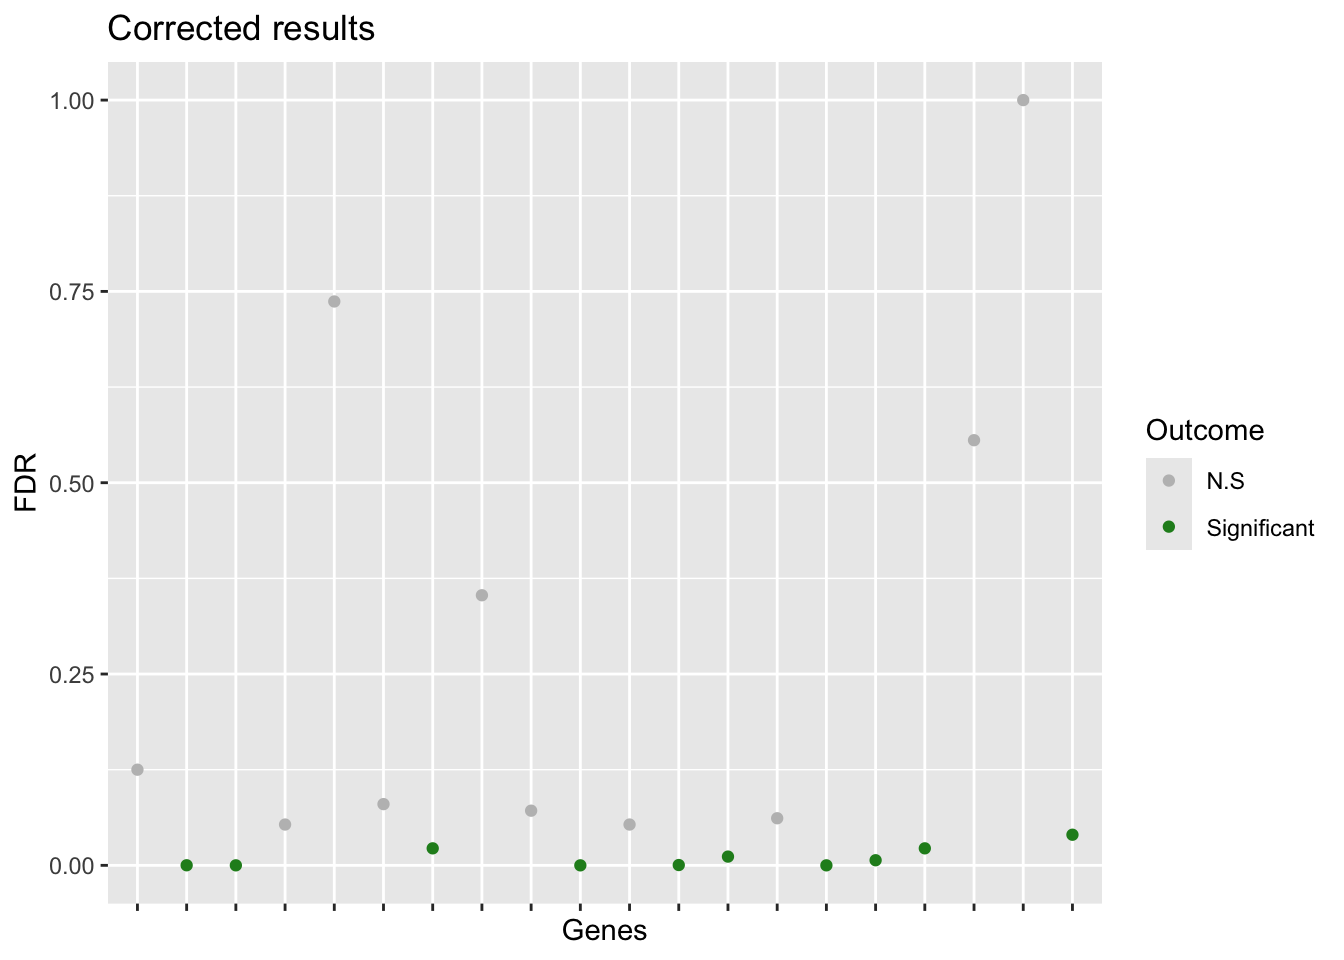 Corrected results
1.00
0.75
0.50
0.25
0.00
FDR
Genes
Outcome
N.S
Significant